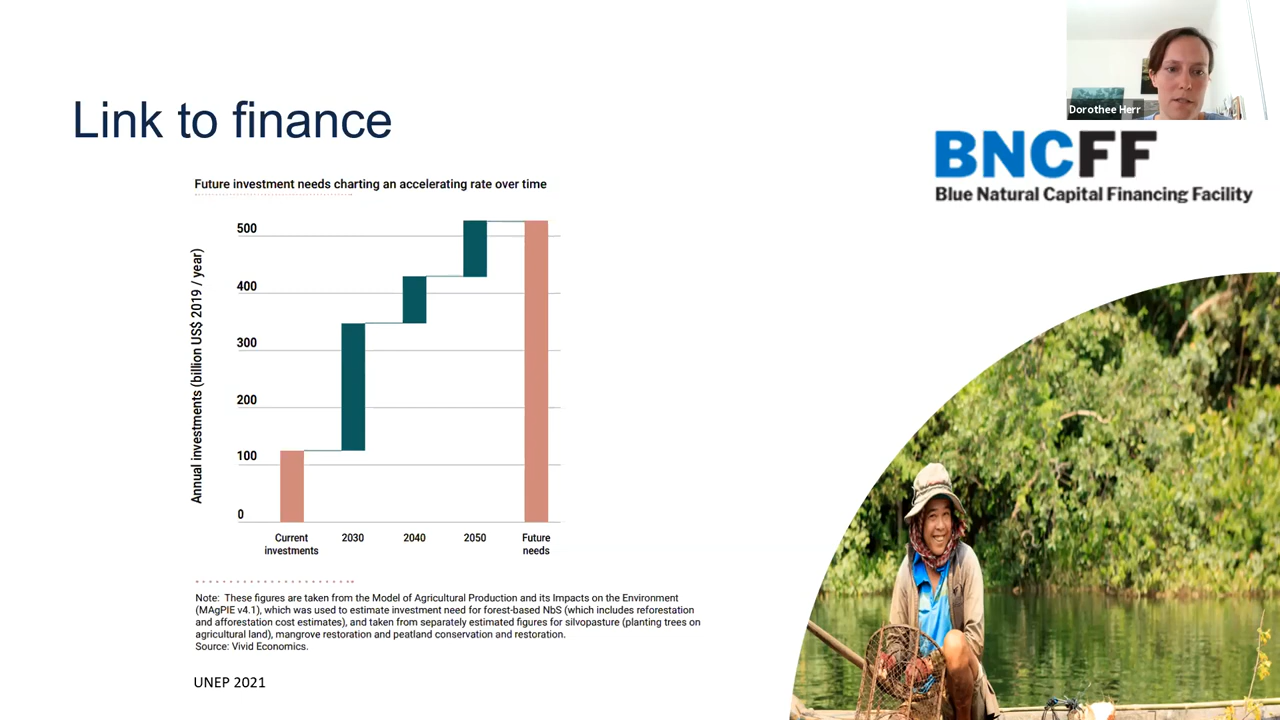 Dorothee Herr
Link to finance
BNCFF
Blue Natural Capital Financing Facility
Future investment needs charting an accelerating rate over time
Annual investments (billion US$ 2019 / year)
500
400
300
200
100
0
Current
investments
2030
2040
2050
Future
needs
Note: These figures are taken from the Model of Agricultural Production and its Impacts on the Environment
(MAgPIE v4.1), which was used to estimate investment need for forest-based NbS (which includes reforestation
and afforestation cost estimates), and taken from separately estimated figures for silvopasture (planting trees on
agricultural land), mangrove restoration and peatland conservation and restoration.
Source: Vivid Economics.
UNEP 2021